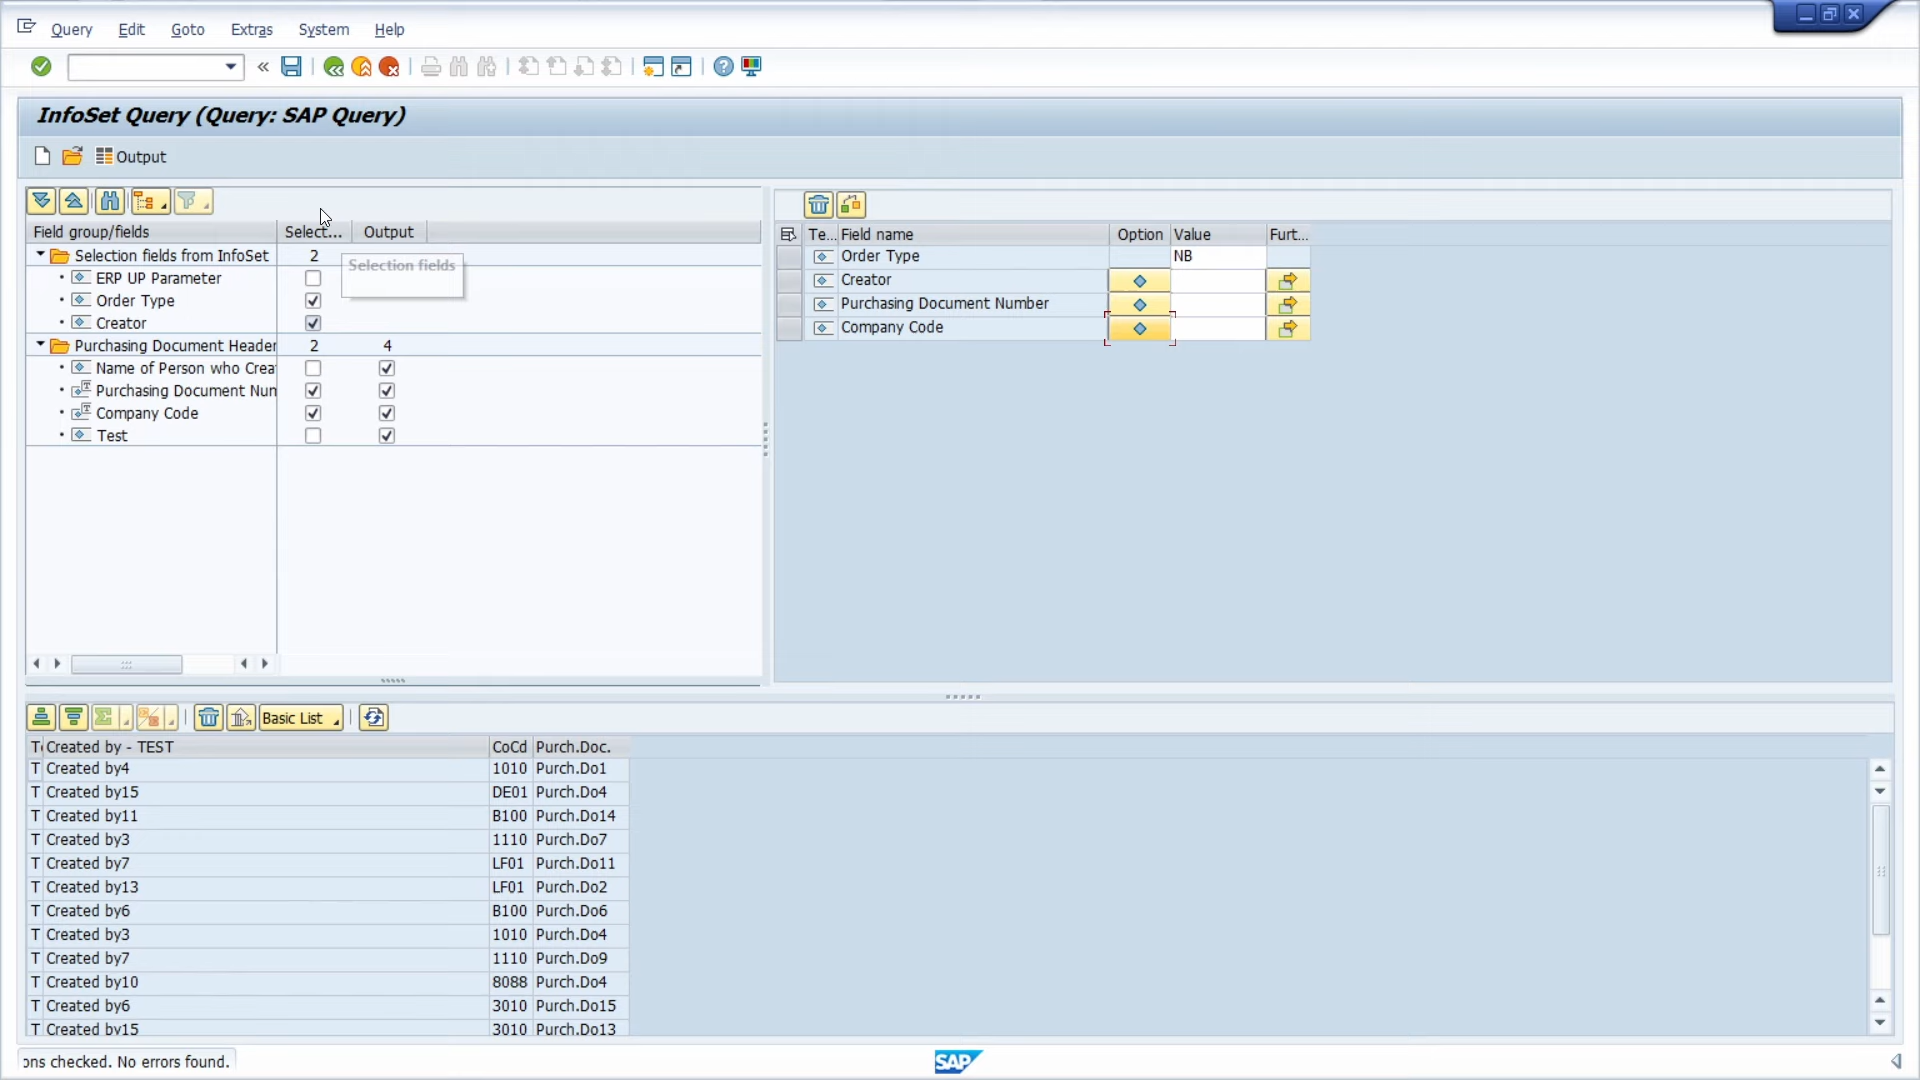 Query Edit Goto Extras System Help
InfoSet Query (Query: SAP Query)
Output
Field group/fields Select... Output
Selection fields from InfoSet 2
Selection fields
ERP UP Parameter
Order Type
Creator
Purchasing Document Header 2 4
Name of Person who Crea
Purchasing Document Num
Company Code
Test
Te... Field name Option Value Furt...
Order Type NB
Creator
Purchasing Document Number
Company Code
Basic List
Created by - TEST CoCd Purch.Doc.
T Created by4 1010 Purch.Do1
T Created by15 DE01 Purch.Do4
T Created by11 B100 Purch.Do14
T Created by3 1110 Purch.Do7
T Created by7 LF01 Purch.Do11
T Created by13 LF01 Purch.Do2
T Created by6 B100 Purch.Do6
T Created by3 1010 Purch.Do4
T Created by7 1110 Purch.Do9
T Created by10 8088 Purch.Do4
T Created by6 3010 Purch.Do15
T Created by15 3010 Purch.Do13
ons checked. No errors found.
SAP